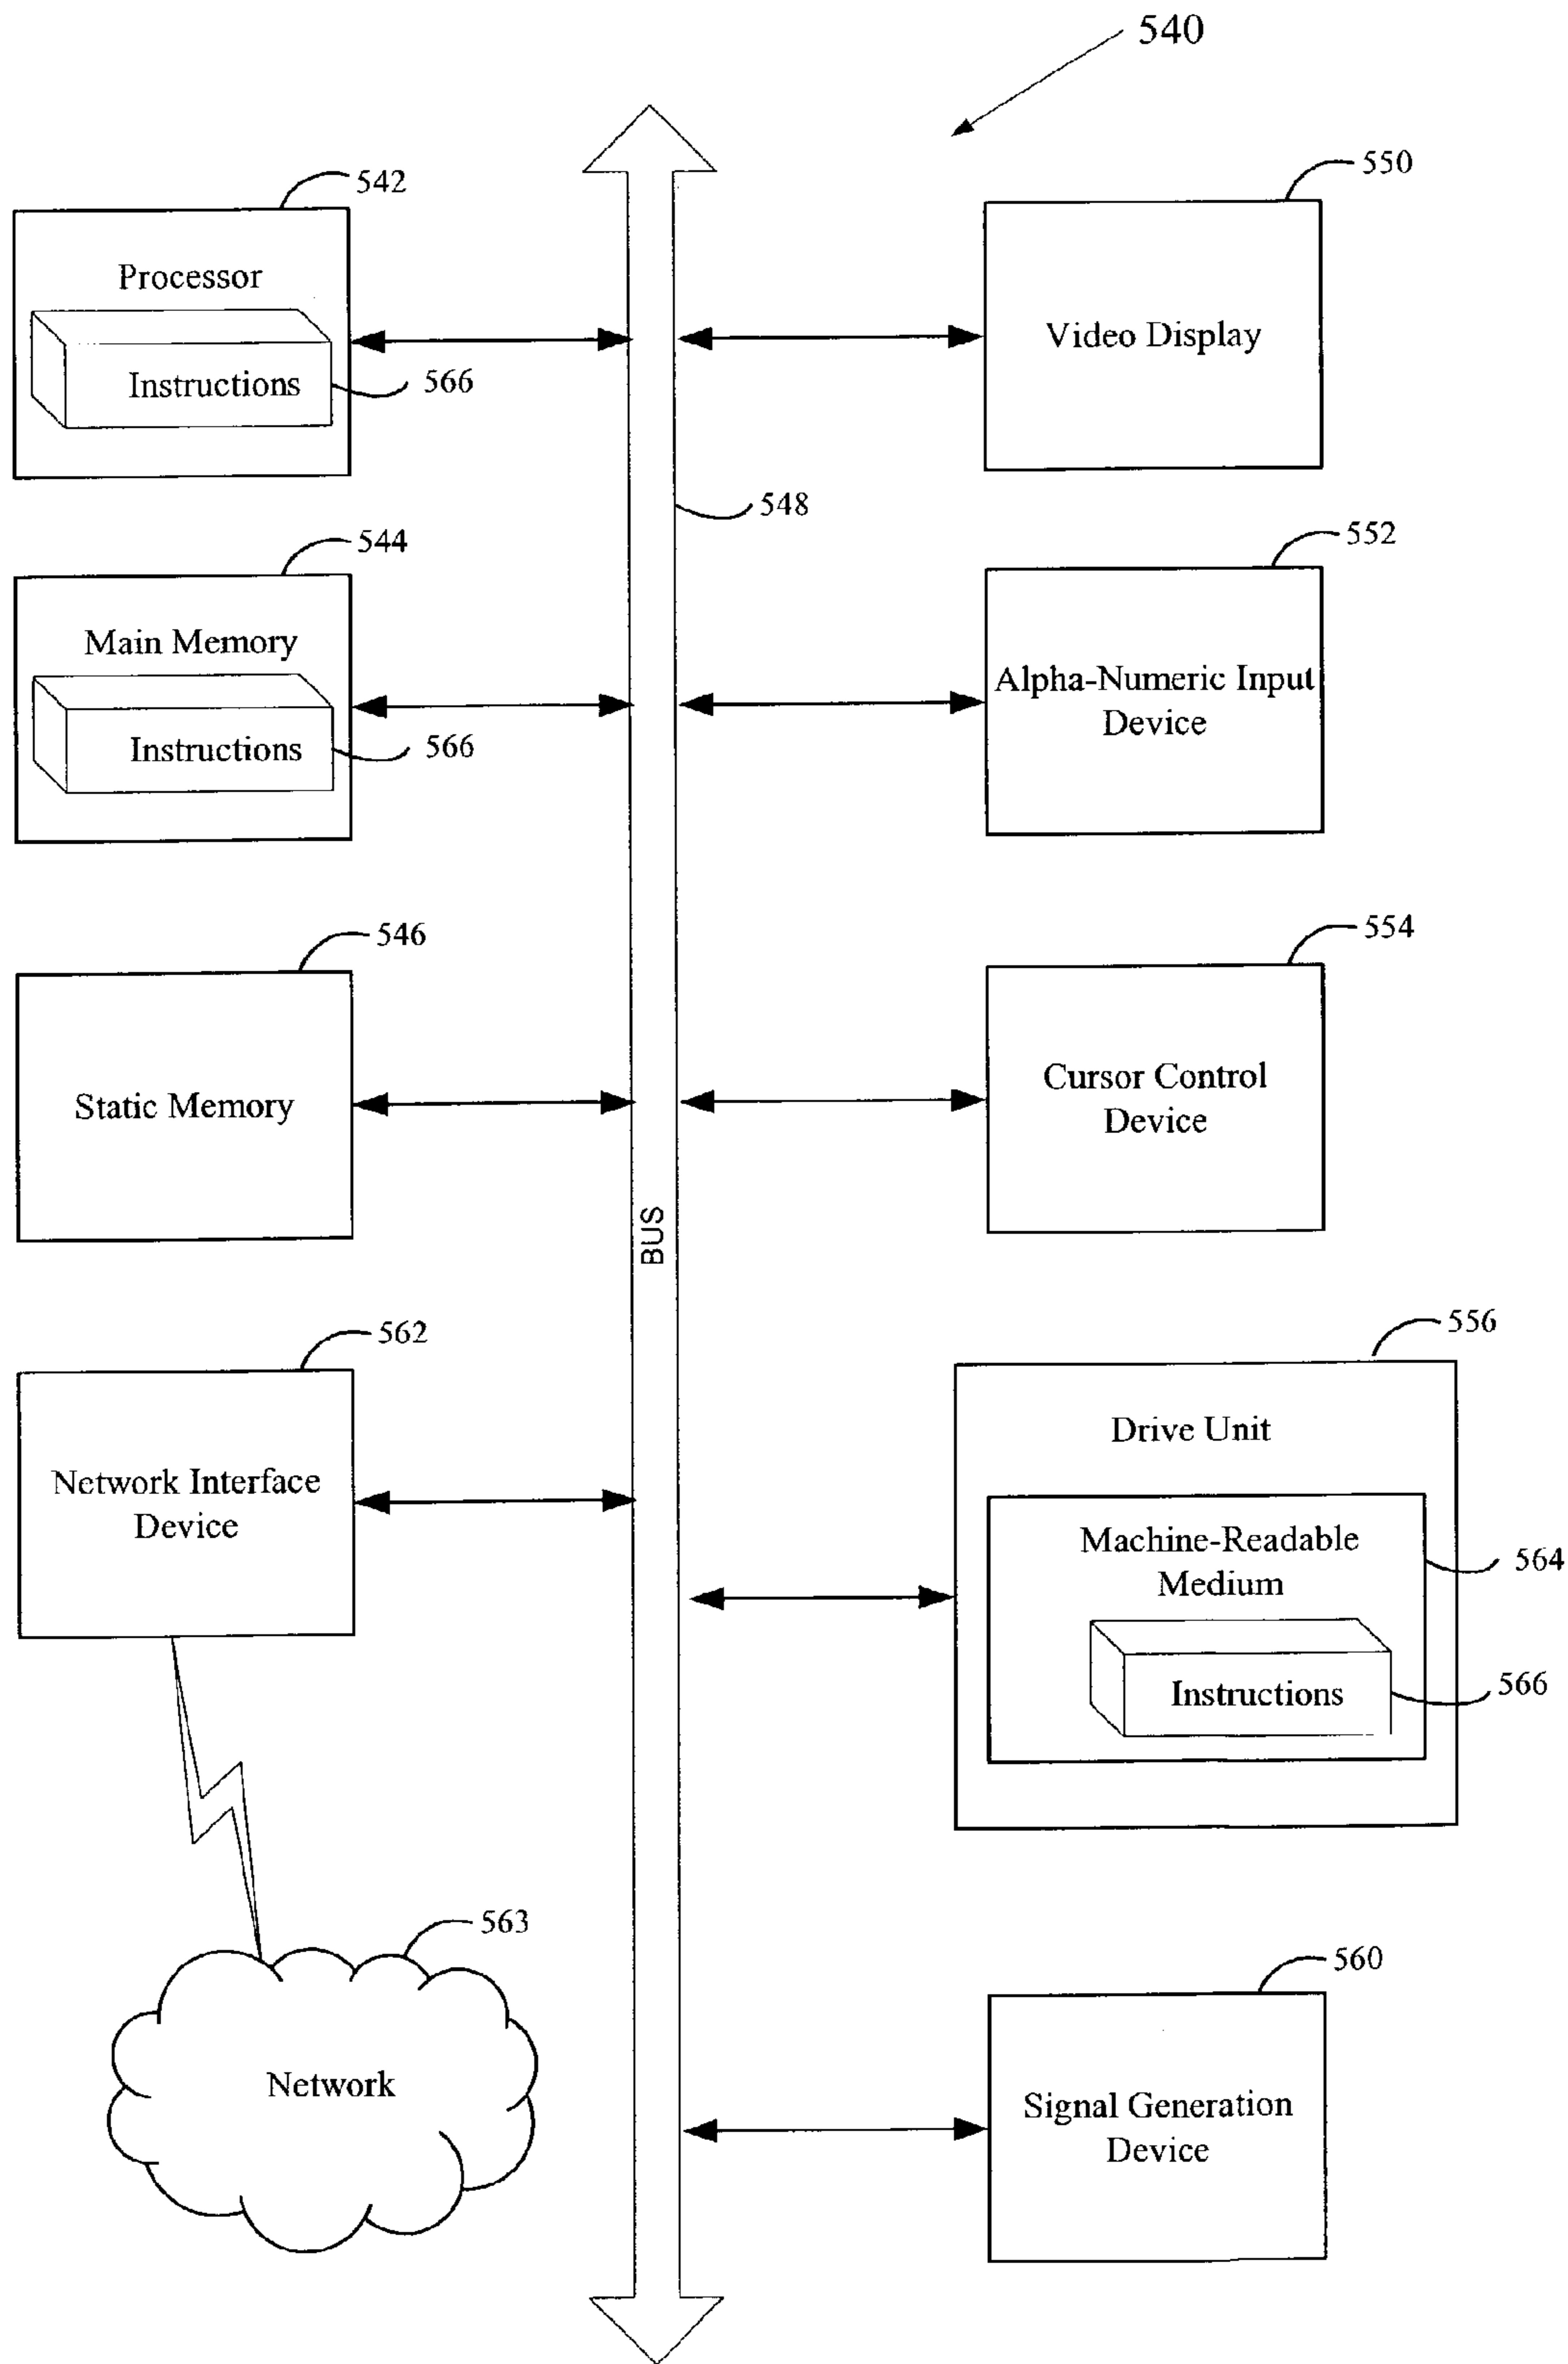 540
542
Processor
Instructions
566
550
Video Display
548
544
Main Memory
Instructions
566
552
Alpha-Numeric Input
Device
546
Static Memory
554
Cursor Control
Device
BUS
562
Network Interface
Device
556
Drive Unit
Machine-Readable
Medium
564
Instructions
566
563
Network
560
Signal Generation
Device